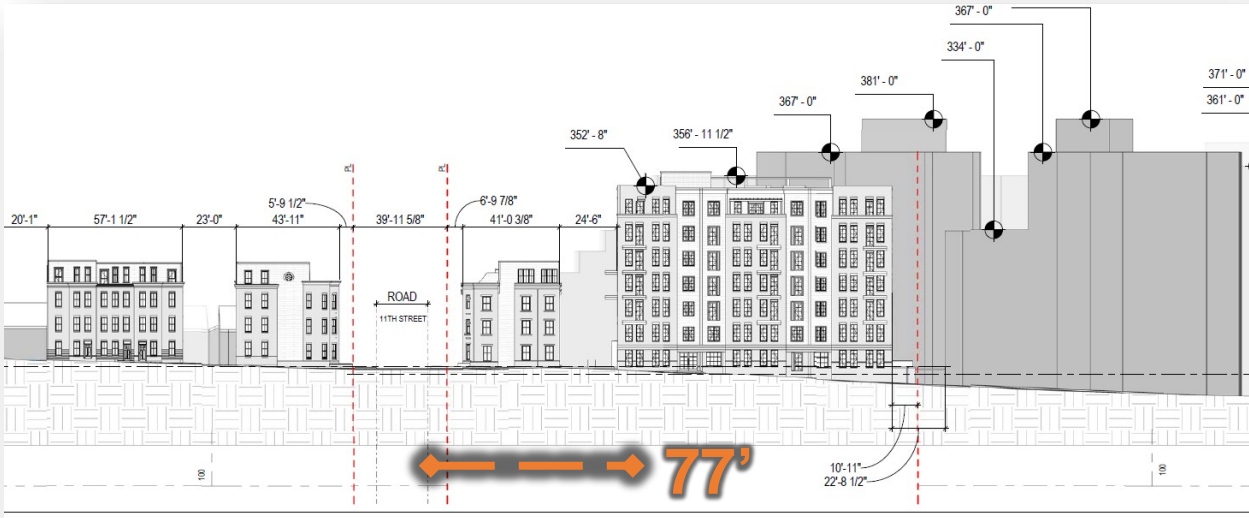 367' - 0"
334' - 0"
381' - 0"
367' - 0"
371' - 0"
361' - 0"
352' - 8"
356' - 11 1/2"
PL
PL
20'-1"
57'-1 1/2"
23'-0"
43'-11"
5'-9 1/2"
39'-11 5/8"
6'-9 7/8"
41'-0 3/8"
24'-6"
ROAD
11TH STREET
77'
10'-11"
22'-8 1/2"
100
100